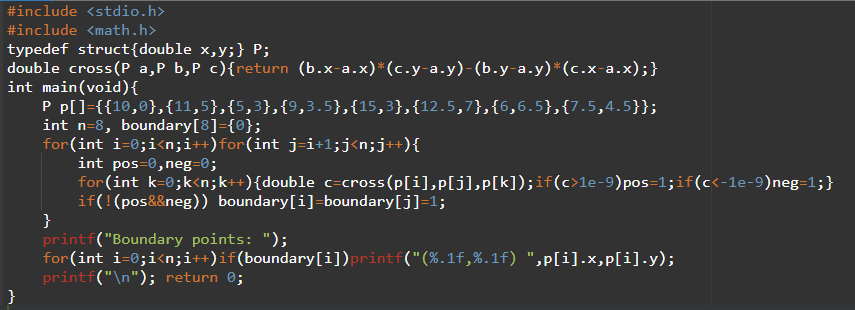 #include <stdio.h>
#include <math.h>
typedef struct{double x,y;} P;
double cross(P a,P b,P c){return (b.x-a.x)*(c.y-a.y)-(b.y-a.y)*(c.x-a.x);}
int main(void){
    P p[]={{10,0},{11,5},{5,3},{9,3.5},{15,3},{12.5,7},{6,6.5},{7.5,4.5}};
    int n=8, boundary[8]={0};
    for(int i=0;i<n;i++)for(int j=i+1;j<n;j++){
        int pos=0,neg=0;
        for(int k=0;k<n;k++){double c=cross(p[i],p[j],p[k]);if(c>1e-9)pos=1;if(c<-1e-9)neg=1;}
        if(!(pos&&neg)) boundary[i]=boundary[j]=1;
    }
    printf("Boundary points: ");
    for(int i=0;i<n;i++)if(boundary[i])printf("(%.1f,%.1f) ",p[i].x,p[i].y);
    printf("\n"); return 0;
}